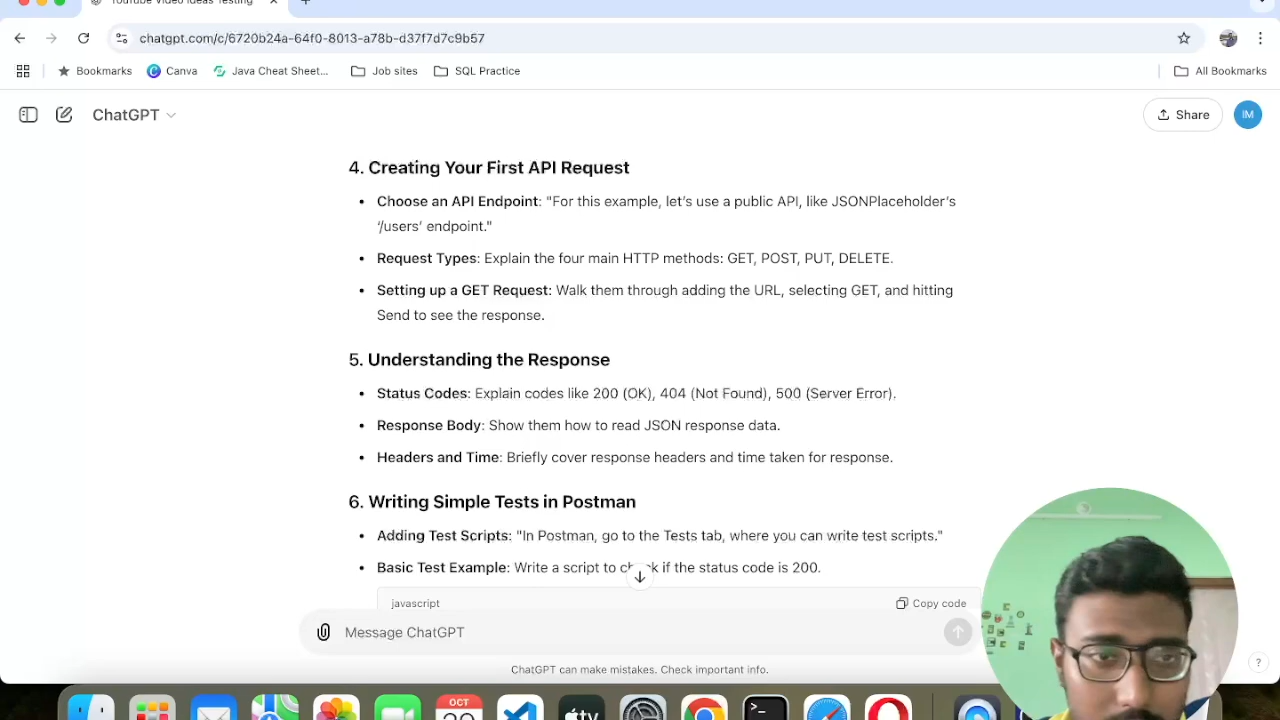 YouTube Video Ideas Testing
chatgpt.com/c/6720b24a-64f0-8013-a78b-d37f7d7c9b57
Bookmarks Canva Java Cheat Sheet... Job sites SQL Practice All Bookmarks
ChatGPT Share IM
4. Creating Your First API Request
• Choose an API Endpoint: "For this example, let's use a public API, like JSONPlaceholder's
'/users' endpoint."
• Request Types: Explain the four main HTTP methods: GET, POST, PUT, DELETE.
• Setting up a GET Request: Walk them through adding the URL, selecting GET, and hitting
Send to see the response.
5. Understanding the Response
• Status Codes: Explain codes like 200 (OK), 404 (Not Found), 500 (Server Error).
• Response Body: Show them how to read JSON response data.
• Headers and Time: Briefly cover response headers and time taken for response.
6. Writing Simple Tests in Postman
• Adding Test Scripts: "In Postman, go to the Tests tab, where you can write test scripts."
• Basic Test Example: Write a script to check if the status code is 200.
javascript Copy code
Message ChatGPT
ChatGPT can make mistakes. Check important info.
?
OCT
tv